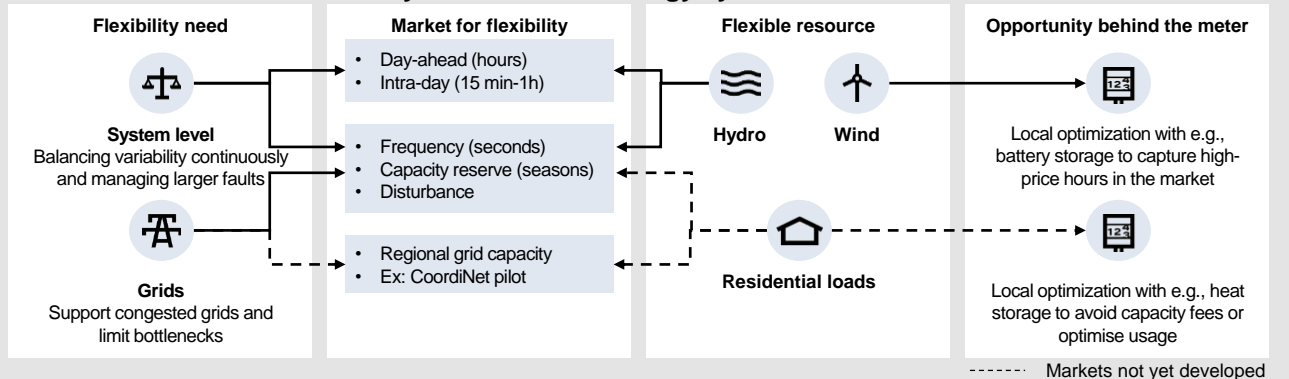 Flexibility need
System level
Balancing variability continuously
and managing larger faults
Grids
Support congested grids and
limit bottlenecks
Market for flexibility
• Day-ahead (hours)
• Intra-day (15 min-1h)
• Frequency (seconds)
• Capacity reserve (seasons)
• Disturbance
• Regional grid capacity
• Ex: CoordiNet pilot
Flexible resource
Hydro
Wind
Residential loads
Opportunity behind the meter
Local optimization with e.g.,
battery storage to capture high-
price hours in the market
Local optimization with e.g., heat
storage to avoid capacity fees or
optimise usage
Markets not yet developed